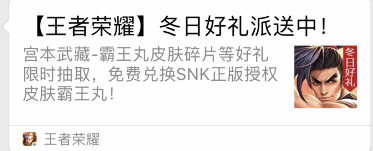 【王者荣耀】冬日好礼派送中！
宫本武藏-霸王丸皮肤碎片等好礼
限时抽取，免费兑换SNK正版授权
皮肤霸王丸！
冬日好礼
王者荣耀